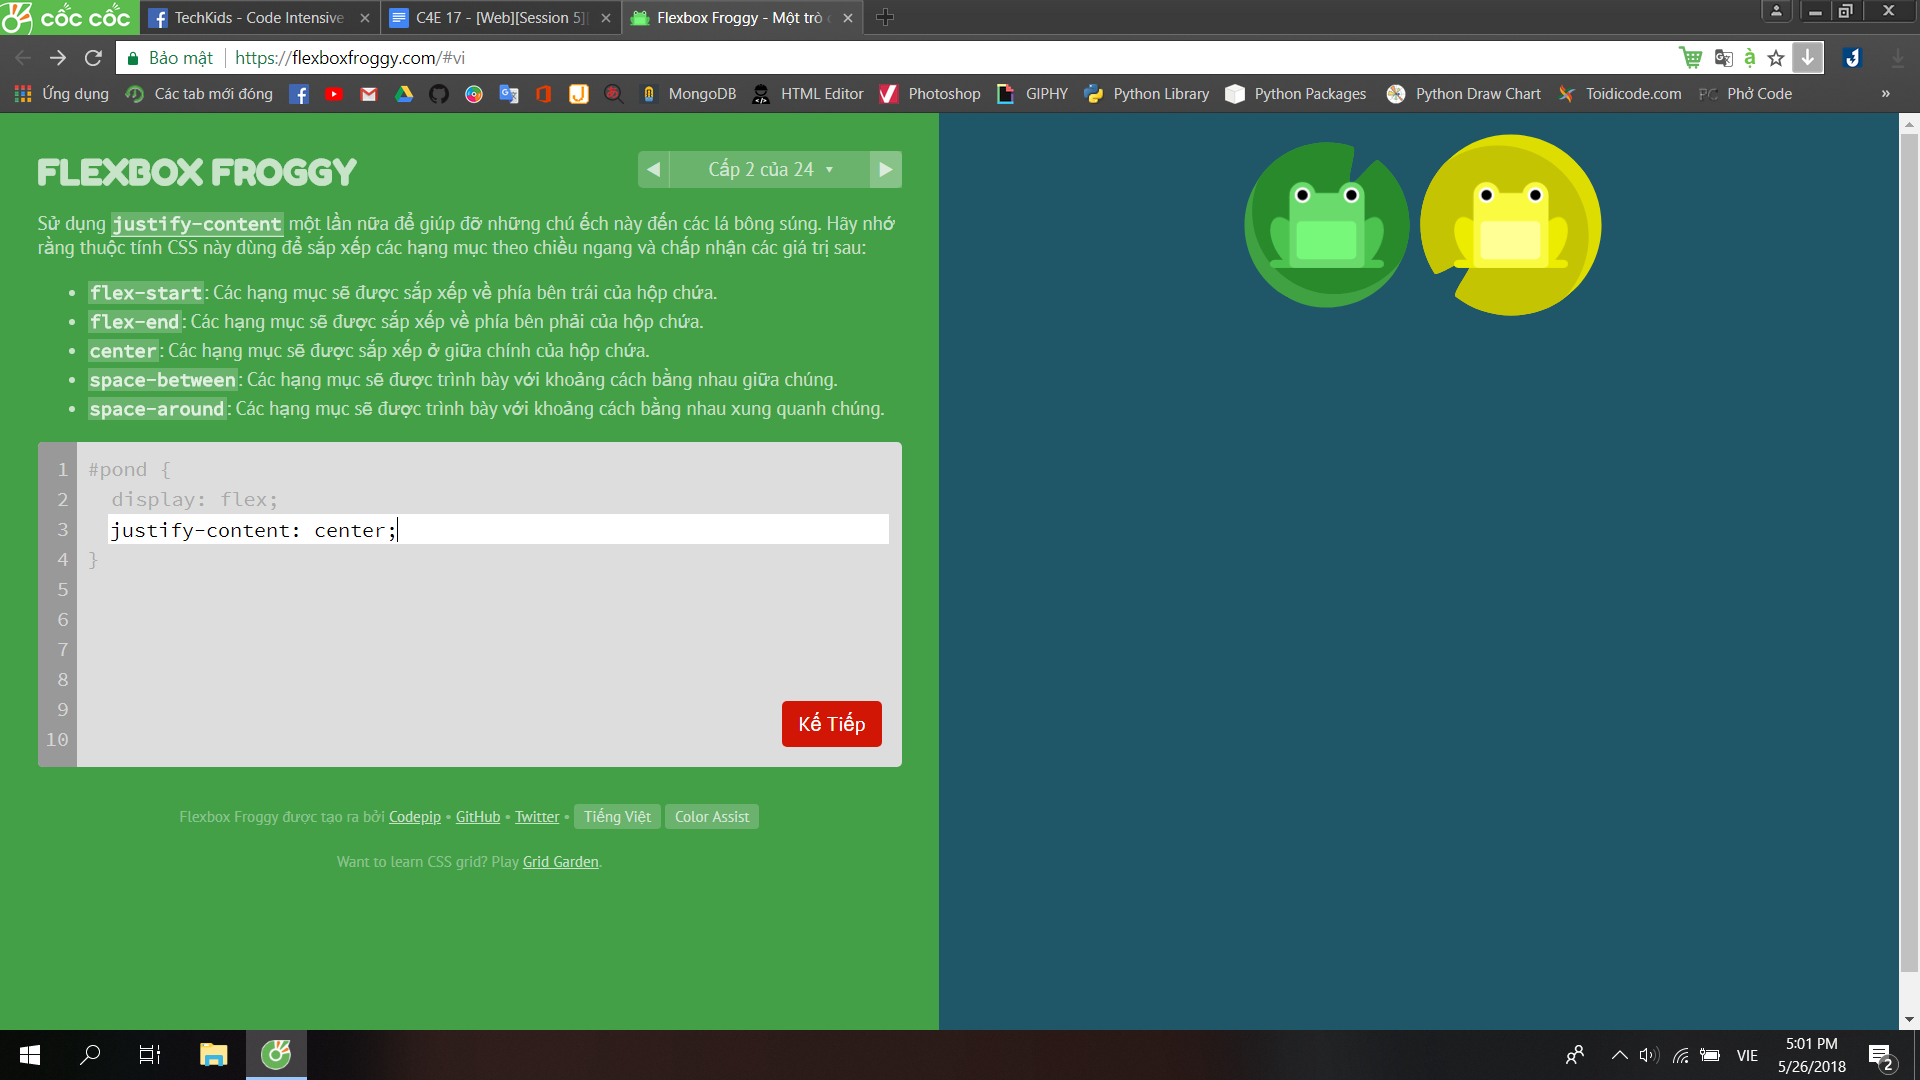 cốc cốc
TechKids - Code Intensive
C4E 17 - [Web][Session 5]
Flexbox Froggy - Một trò
Bảo mật
https://flexboxfroggy.com/#vi
Ứng dụng
Các tab mới đóng
MongoDB
HTML Editor
Photoshop
GIPHY
Python Library
Python Packages
Python Draw Chart
Toidicode.com
PC
Phở Code
»
FLEXBOX FROGGY
Cấp 2 của 24
Sử dụng justify-content một lần nữa để giúp đỡ những chú ếch này đến các lá bông súng. Hãy nhớ
rằng thuộc tính CSS này dùng để sắp xếp các hạng mục theo chiều ngang và chấp nhận các giá trị sau:
• flex-start: Các hạng mục sẽ được sắp xếp về phía bên trái của hộp chứa.
• flex-end: Các hạng mục sẽ được sắp xếp về phía bên phải của hộp chứa.
• center: Các hạng mục sẽ được sắp xếp ở giữa chính của hộp chứa.
• space-between: Các hạng mục sẽ được trình bày với khoảng cách bằng nhau giữa chúng.
• space-around: Các hạng mục sẽ được trình bày với khoảng cách bằng nhau xung quanh chúng.
1 #pond {
2 display: flex;
3 justify-content: center;
4 }
5
6
7
8
9
10
Kế Tiếp
Flexbox Froggy được tạo ra bởi Codepip • GitHub • Twitter • Tiếng Việt Color Assist
Want to learn CSS grid? Play Grid Garden.
VIE
5:01 PM
5/26/2018
2